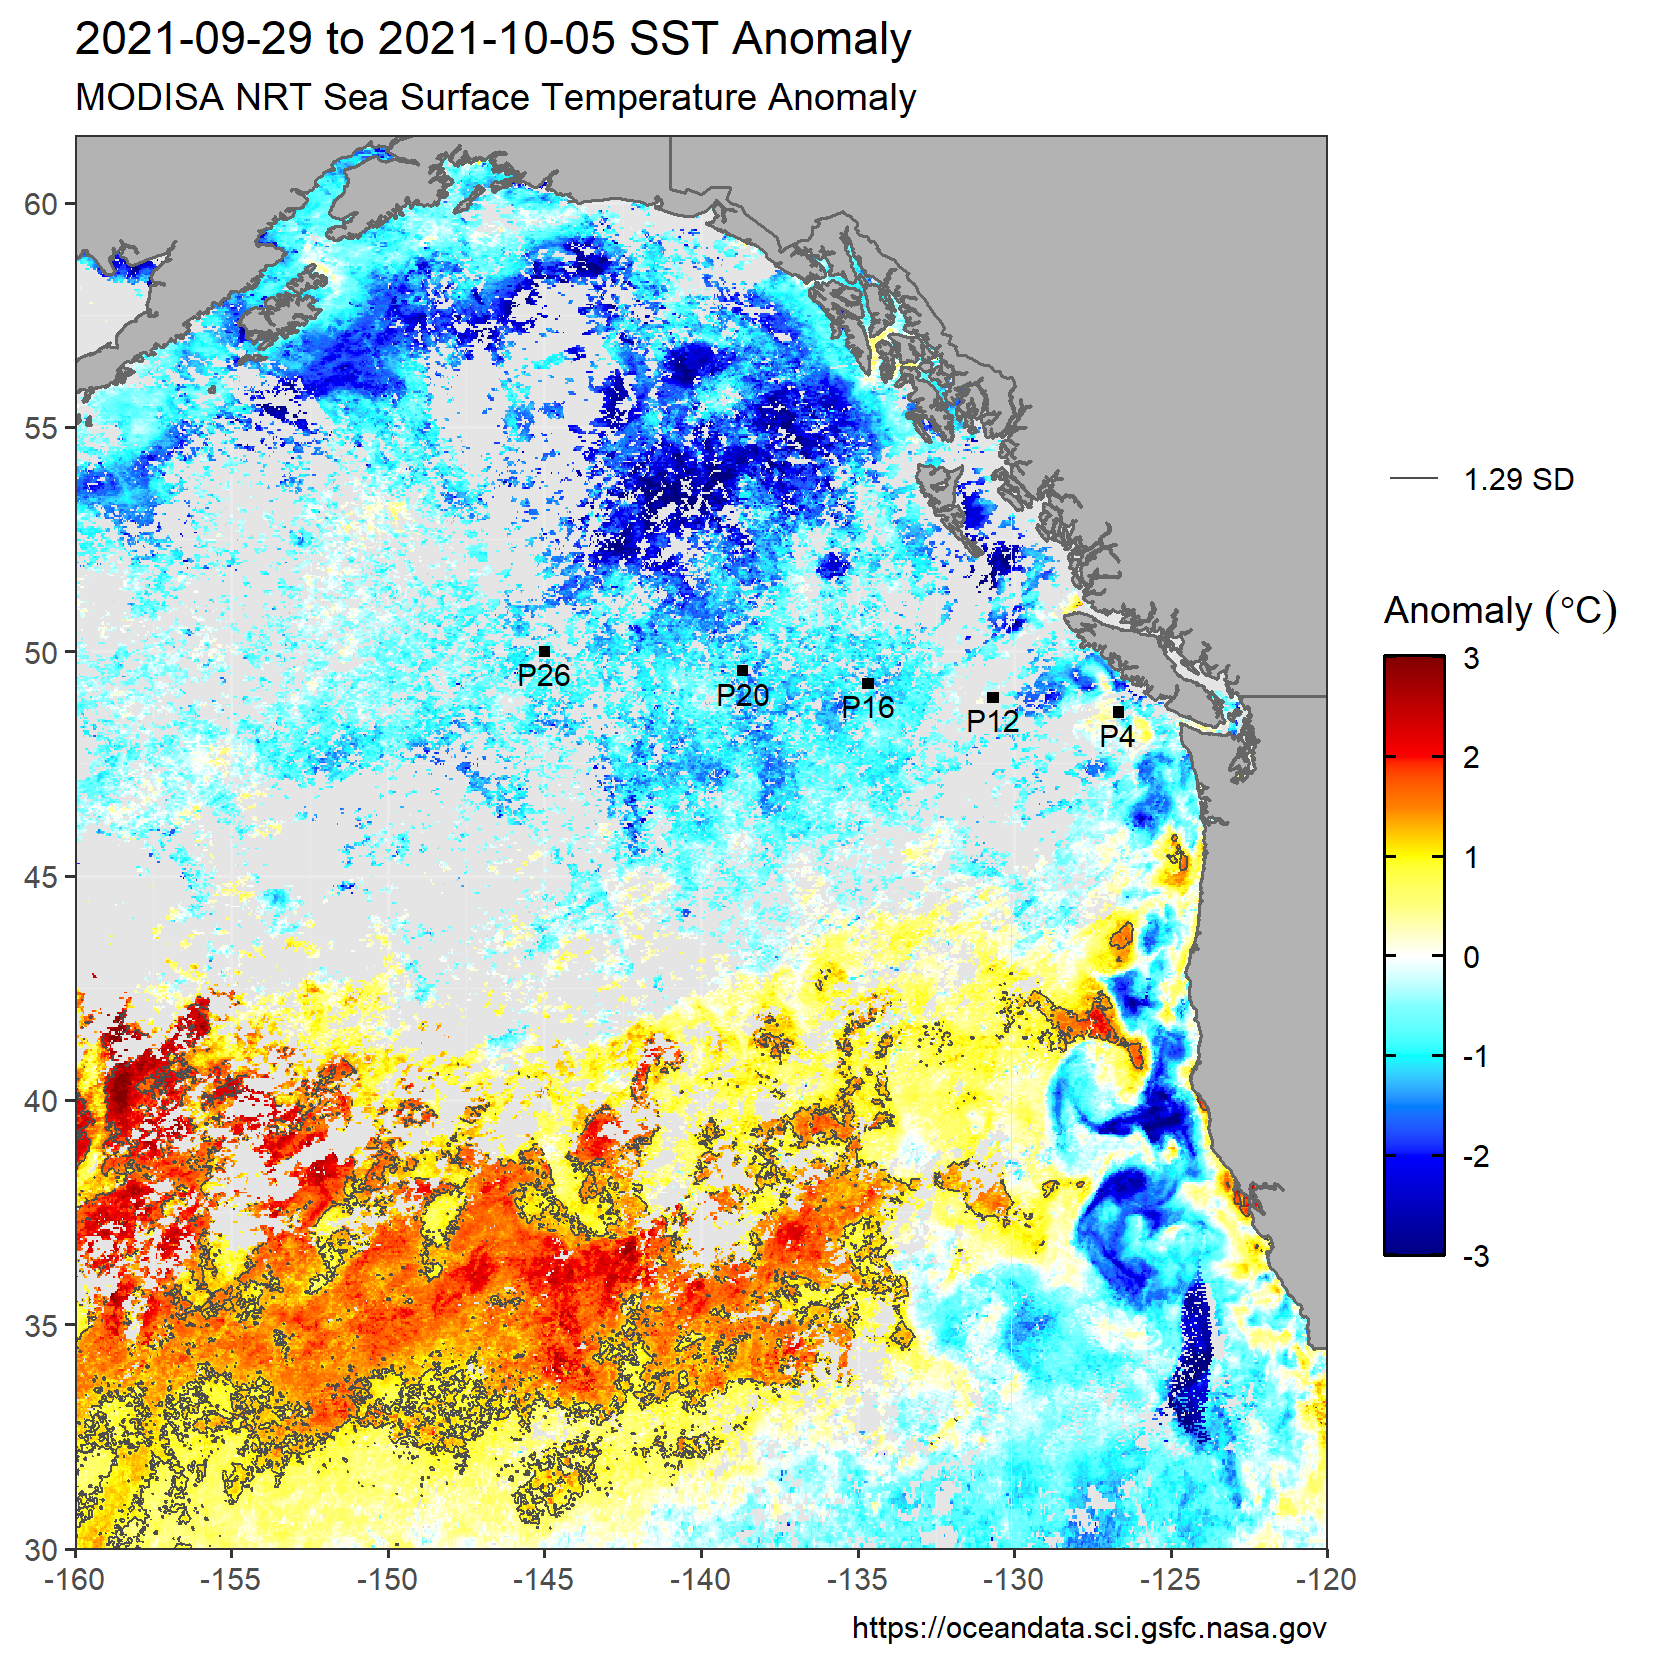 2021-09-29 to 2021-10-05 SST Anomaly
MODISA NRT Sea Surface Temperature Anomaly
60
55
50
45
40
35
30
-160
-155
-150
-145
-140
-135
-130
-125
-120
P26
P20
P16
P12
P4
1.29 SD
Anomaly (°C)
3
2
1
0
-1
-2
-3
https://oceandata.sci.gsfc.nasa.gov